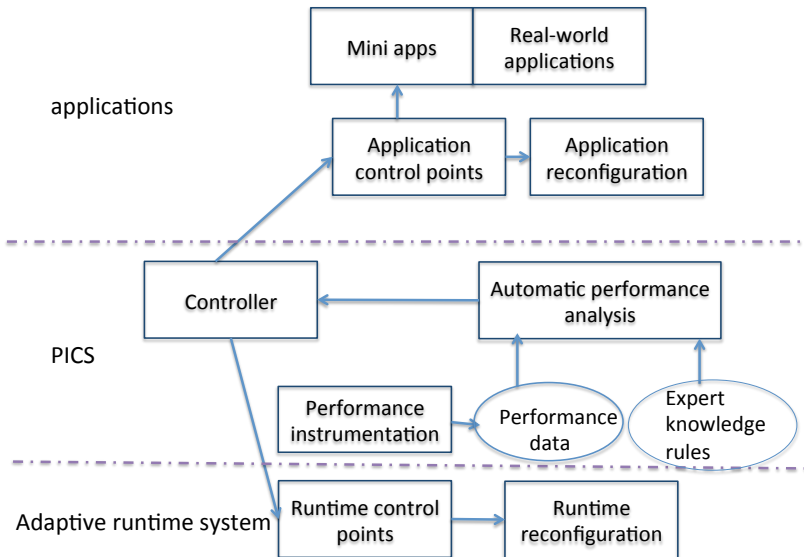 Mini apps
Real-world
applications
applications
Application
control points
Application
reconfiguration
Controller
Automatic performance
analysis
PICS
Performance
instrumentation
Performance
data
Expert
knowledge
rules
Adaptive runtime system
Runtime control
points
Runtime
reconfiguration